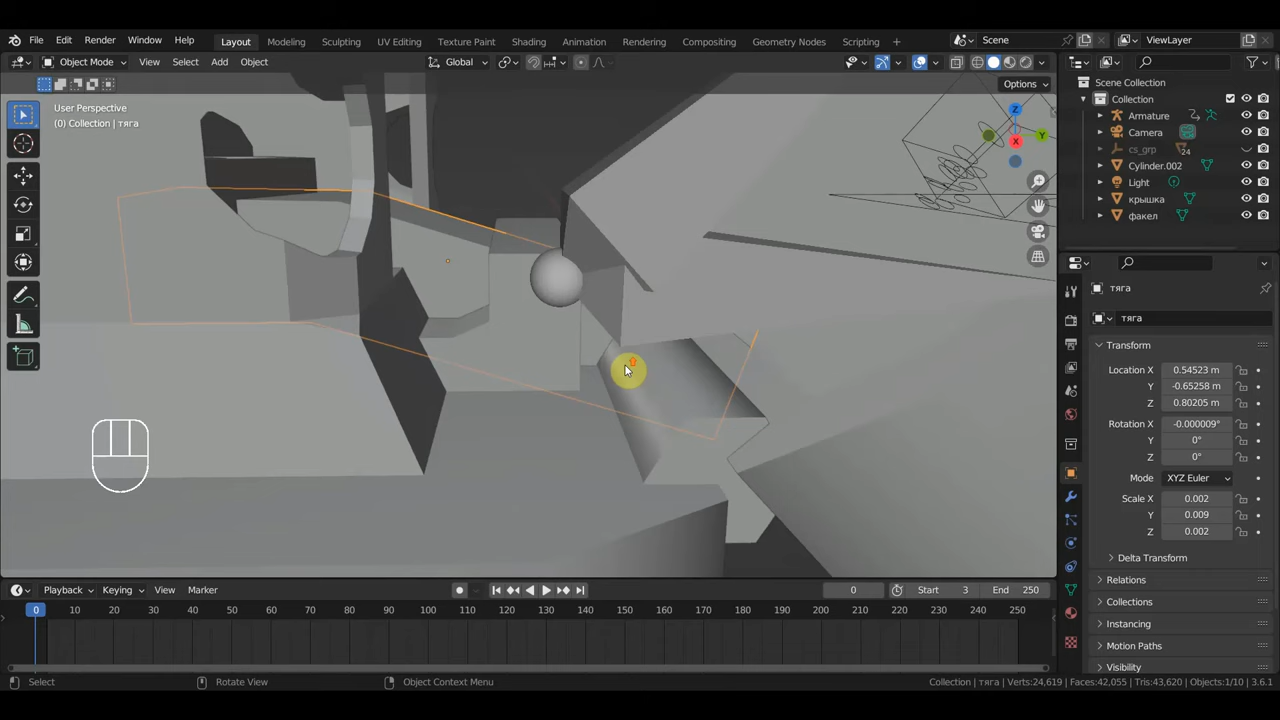 File Edit Render Window Help Layout Modeling Sculpting UV Editing Texture Paint Shading Animation Rendering Compositing Geometry Nodes Scripting + Scene ViewLayer
Object Mode View Select Add Object Global
Options
User Perspective
(0) Collection | тяга
Z
Y
X
Scene Collection
Collection
Armature
Camera
cs_grp 24
Cylinder.002
Light
крышка
факел
тяга
тяга
Transform
Location X 0.54523 m
Y -0.65258 m
Z 0.80205 m
Rotation X -0.000009°
Y 0°
Z 0°
Mode XYZ Euler
Scale X 0.002
Y 0.009
Z 0.002
Delta Transform
Relations
Collections
Instancing
Motion Paths
Visibility
Playback Keying View Marker 0 Start 3 End 250
0 10 20 30 40 50 60 70 80 90 100 110 120 130 140 150 160 170 180 190 200 210 220 230 240 250
Select Rotate View Object Context Menu Collection | тяга | Verts:24,619 | Faces:42,055 | Tris:43,620 | Objects:1/10 | 3.6.1